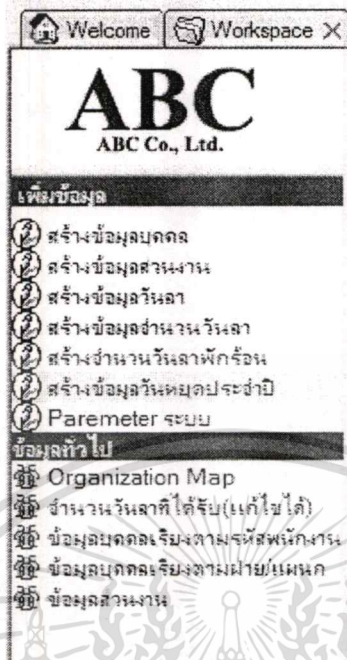 Welcome Workspace
ABC
ABC Co., Ltd.
เพิ่มข้อมูล
สร้างข้อมูลบุคคล
สร้างข้อมูลส่วนงาน
สร้างข้อมูลวันลา
สร้างข้อมูลจำนวนวันลา
สร้างจำนวนวันลาพักร้อน
สร้างข้อมูลวันหยุดประจำปี
Paremeter ระบบ
ข้อมูลทั่วไป
Organization Map
จำนวนวันลาที่ได้รับ(แก้ไขได้)
ข้อมูลบุคคลเรียงตามรหัสพนักงาน
ข้อมูลบุคคลเรียงตามฝ่าย/แผนก
ข้อมูลส่วนงาน